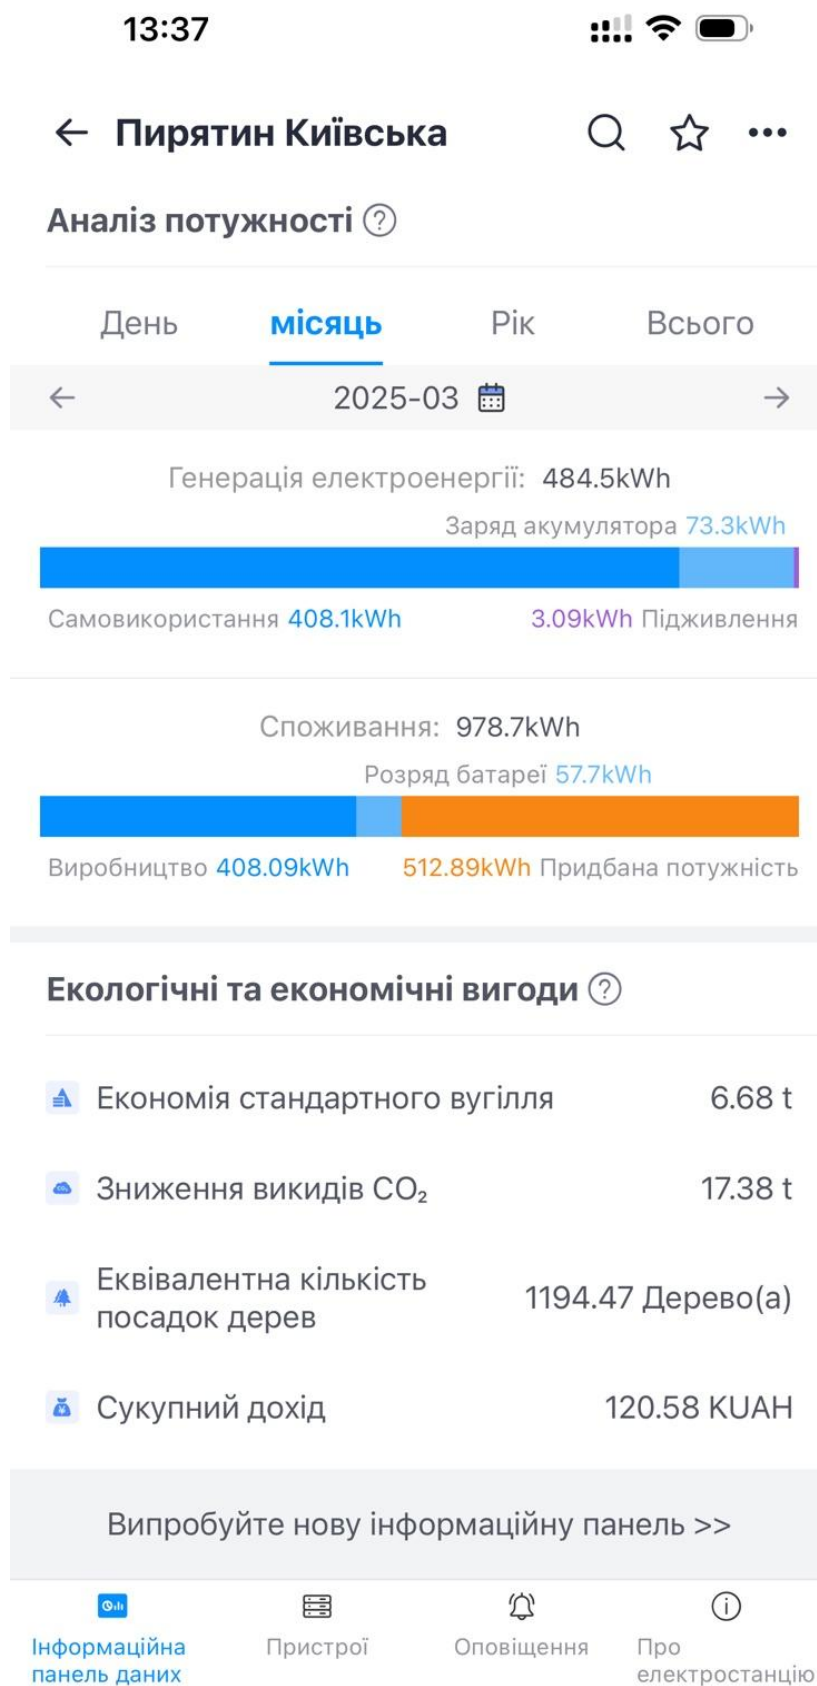 13:37
Пирятин Київська
Аналіз потужності
День місяць Рік Всього
2025-03
Генерація електроенергії: 484.5kWh
Заряд акумулятора 73.3kWh
Самовикористання 408.1kWh 3.09kWh Підживлення
Споживання: 978.7kWh
Розряд батареї 57.7kWh
Виробництво 408.09kWh 512.89kWh Придбана потужність
Екологічні та економічні вигоди
Економія стандартного вугілля 6.68 t
Зниження викидів CO₂ 17.38 t
Еквівалентна кількість
посадок дерев 1194.47 Дерево(а)
Сукупний дохід 120.58 KUAH
Випробуйте нову інформаційну панель >>
Інформаційна
панель даних
Пристрої
Оповіщення
Про
електростанцію